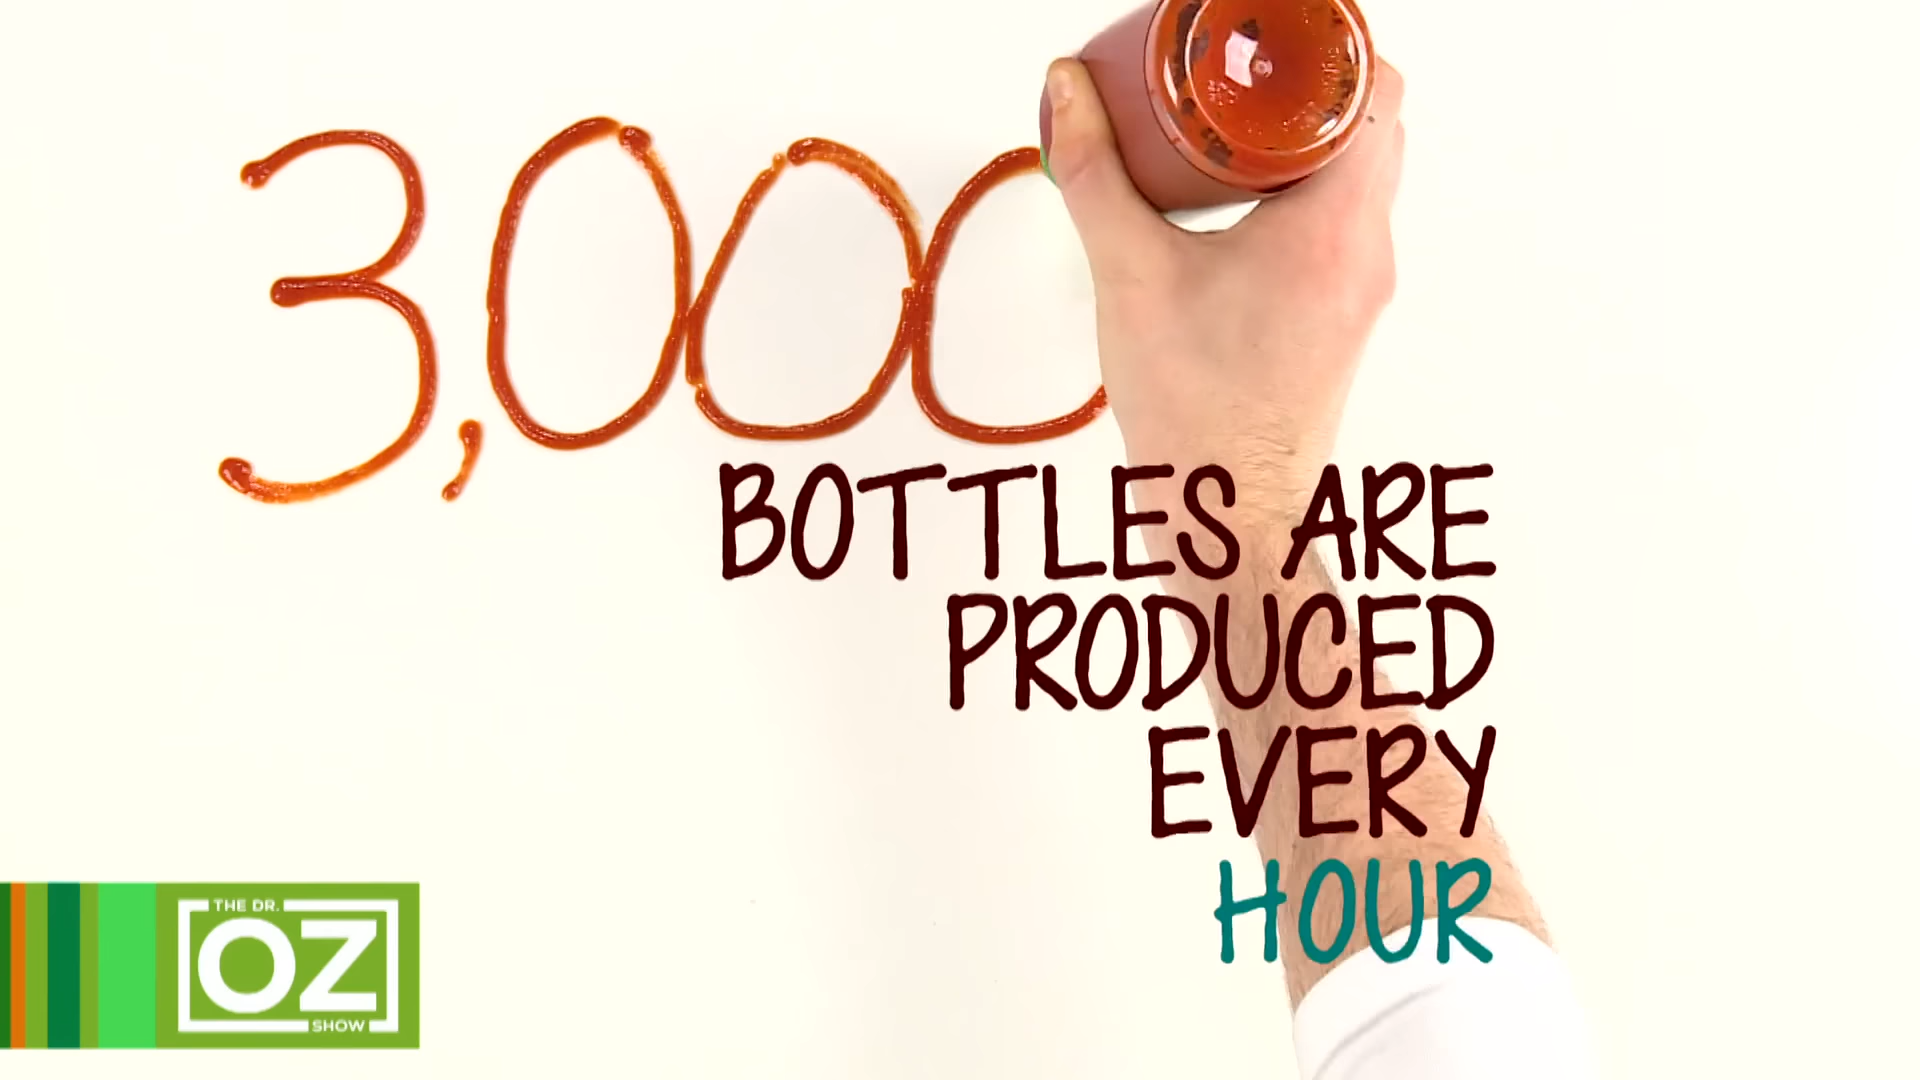 3,000
BOTTLES ARE
PRODUCED
EVERY
HOUR
THE DR.
OZ
SHOW